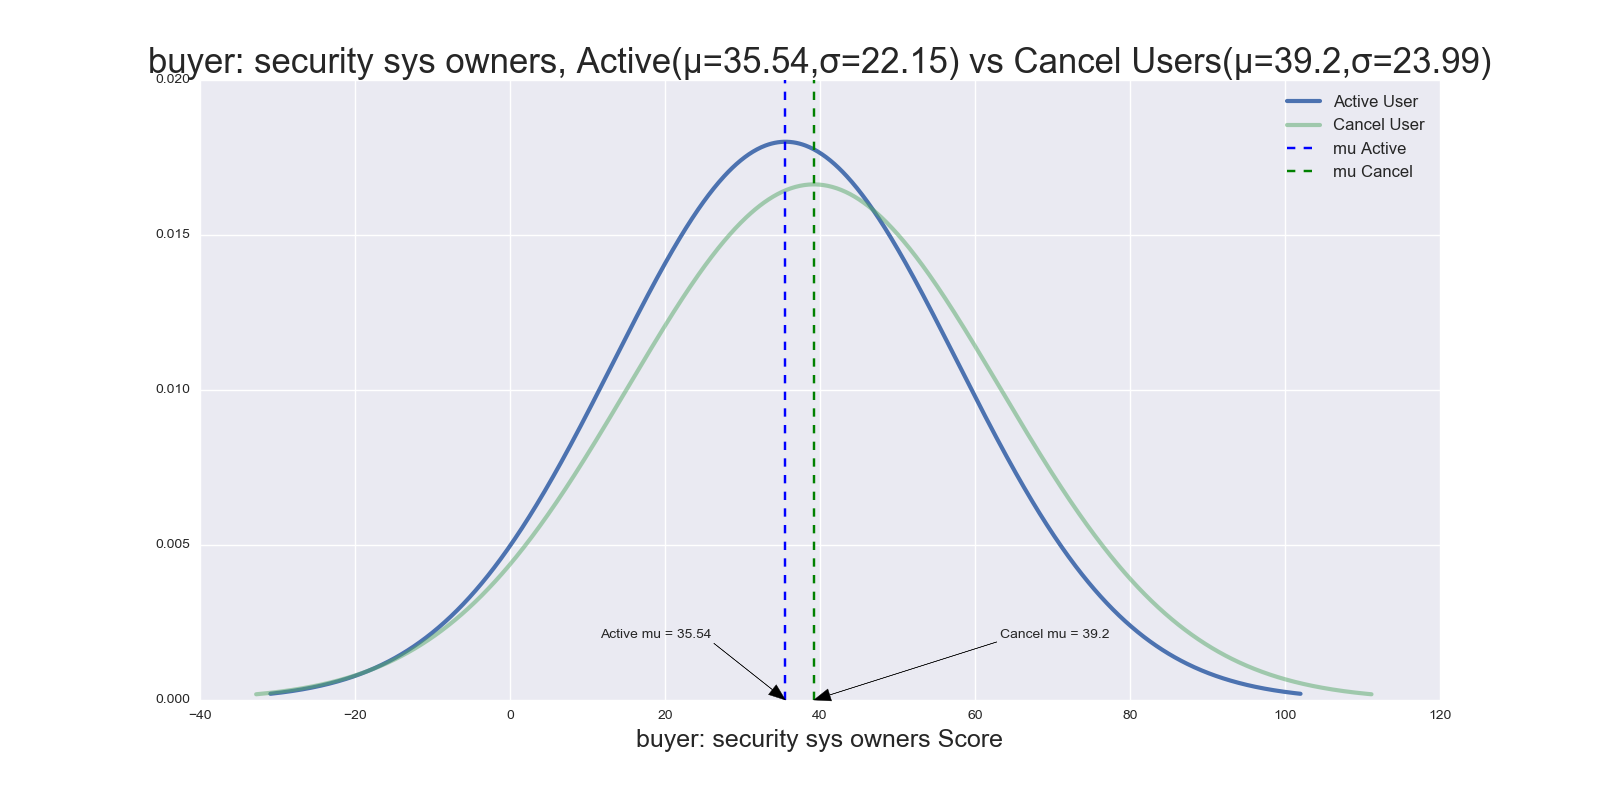 buyer: security sys owners, Active(μ=35.54,σ=22.15) vs Cancel Users(μ=39.2,σ=23.99)
0.020
Active User
Cancel User
mu Active
mu Cancel
0.015
0.010
0.005
Active mu = 35.54
Cancel mu = 39.2
0.000
−40 −20 0 20 40 60 80 100 120
buyer: security sys owners Score